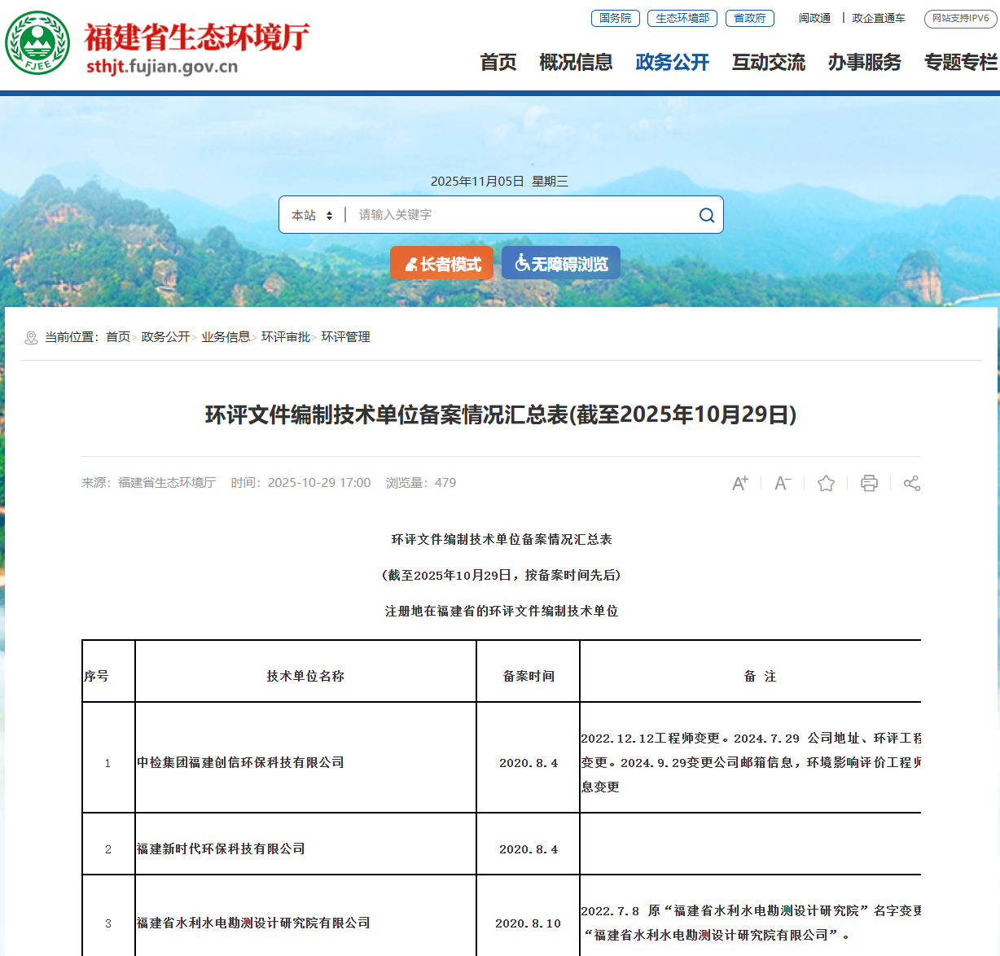 国务院 生态环境部 省政府 闽政通 | 政企直通车 网站支持IPV6
福建省生态环境厅
sthjt.fujian.gov.cn
FJEE
首页 概况信息 政务公开 互动交流 办事服务 专题专栏
2025年11月05日 星期三
本站 | 请输入关键字
长者模式 无障碍浏览
当前位置：首页> 政务公开> 业务信息> 环评审批> 环评管理
环评文件编制技术单位备案情况汇总表(截至2025年10月29日)
来源：福建省生态环境厅 时间：2025-10-29 17:00 浏览量：479
A+ A-
环评文件编制技术单位备案情况汇总表
(截至2025年10月29日，按备案时间先后)
注册地在福建省的环评文件编制技术单位
序号 技术单位名称 备案时间 备 注
2022.12.12工程师变更。2024.7.29 公司地址、环评工程
1 中检集团福建创信环保科技有限公司 2020.8.4 变更。2024.9.29变更公司邮箱信息，环境影响评价工程师
息变更
2 福建新时代环保科技有限公司 2020.8.4
2022.7.8 原“福建省水利水电勘测设计研究院”名字变更
3 福建省水利水电勘测设计研究院有限公司 2020.8.10
“福建省水利水电勘测设计研究院有限公司”。